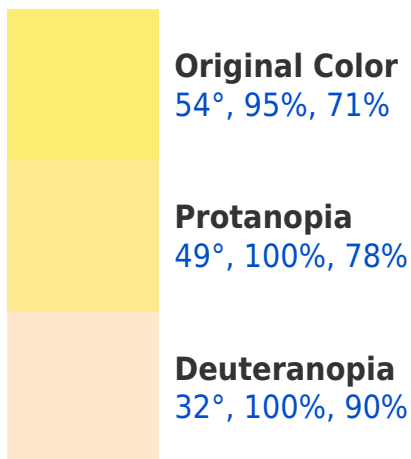 Original Color
54°, 95%, 71%
Protanopia
49°, 100%, 78%
Deuteranopia
32°, 100%, 90%